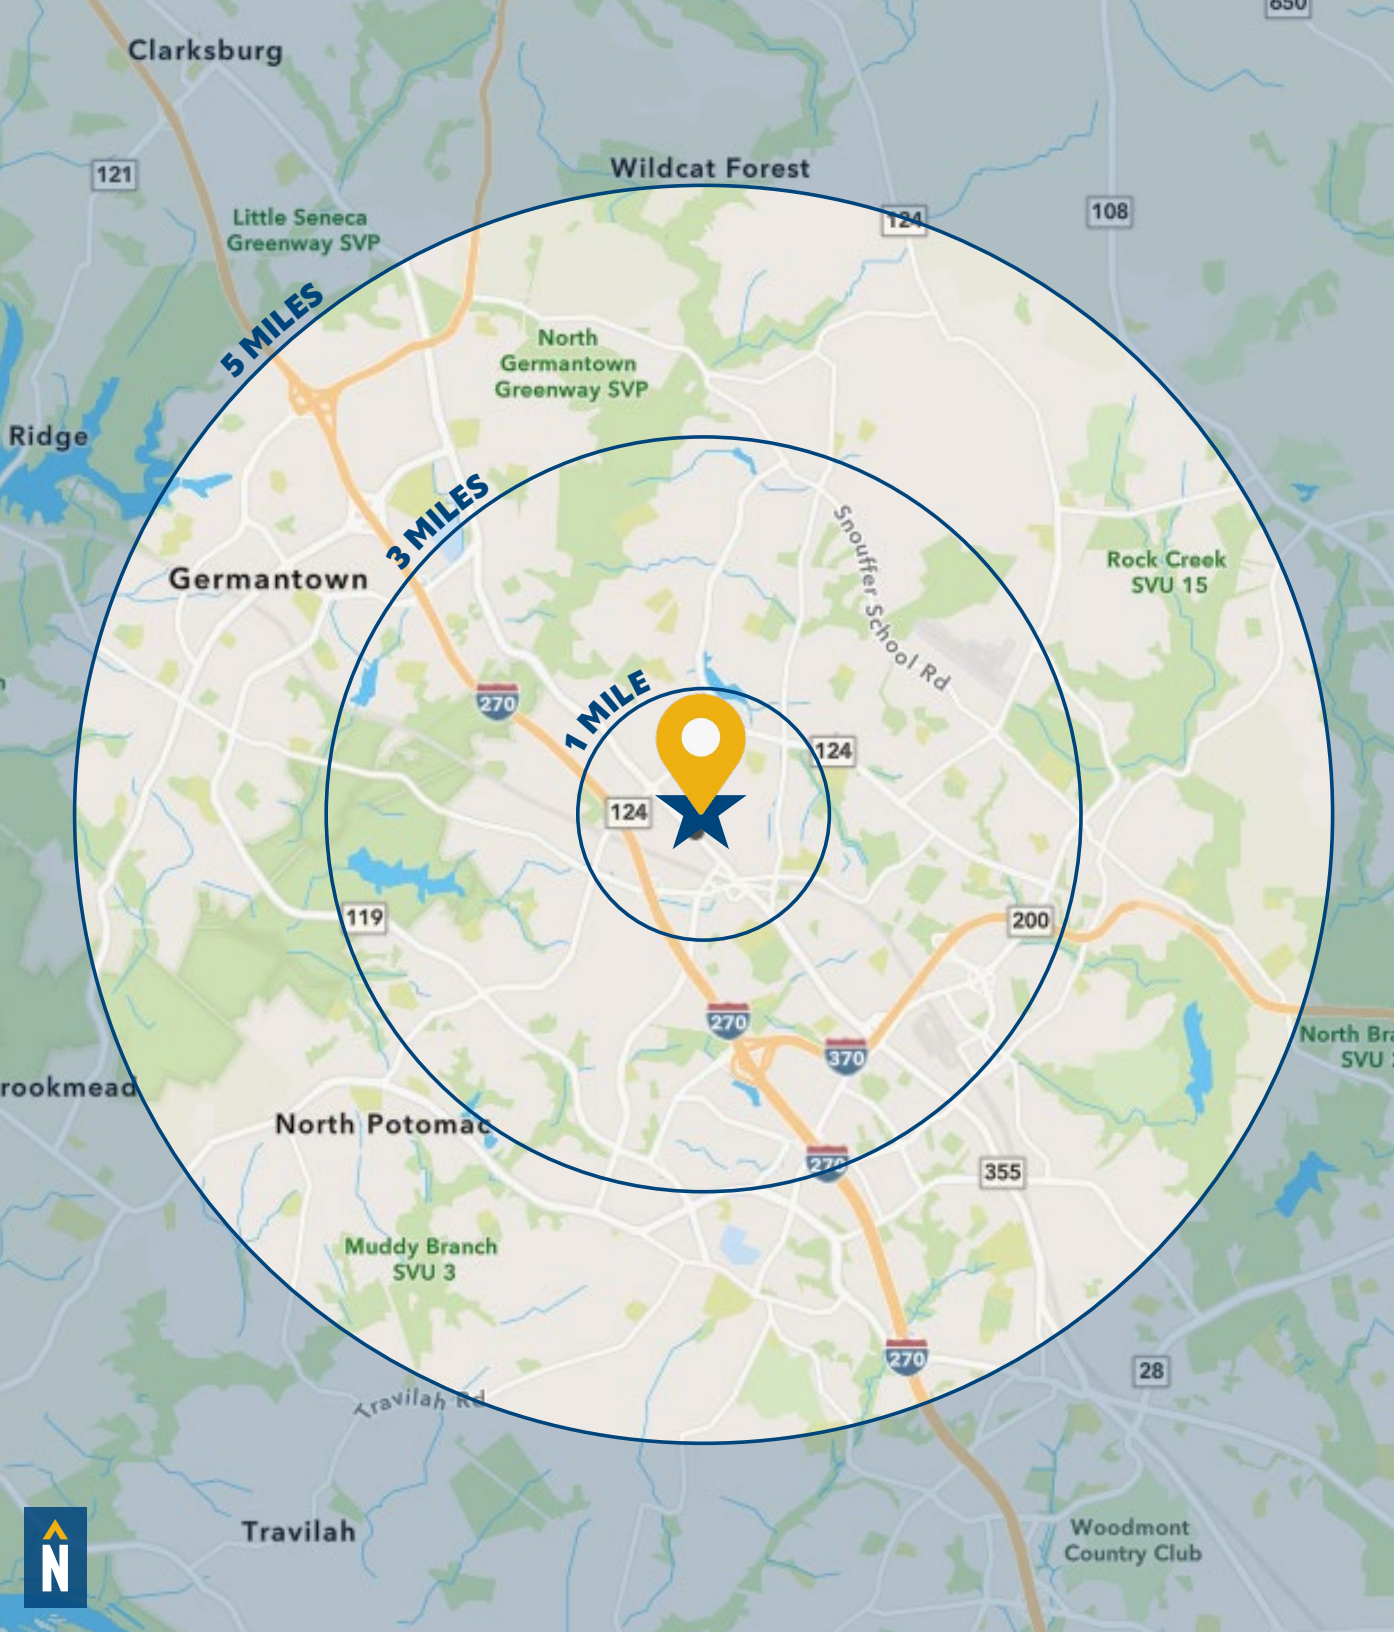 650
Clarksburg
Wildcat Forest
121
108
Little Seneca
Greenway SVP
124
5 MILES
North
Germantown
Greenway SVP
Ridge
3 MILES
Snouffer School Rd
Rock Creek
SVU 15
Germantown
1 MILE
270
124
124
119
200
270
370
North Bra
SVU
rookmead
North Potomac
270
355
Muddy Branch
SVU 3
270
28
Travilah Rd
Travilah
Woodmont
Country Club
N